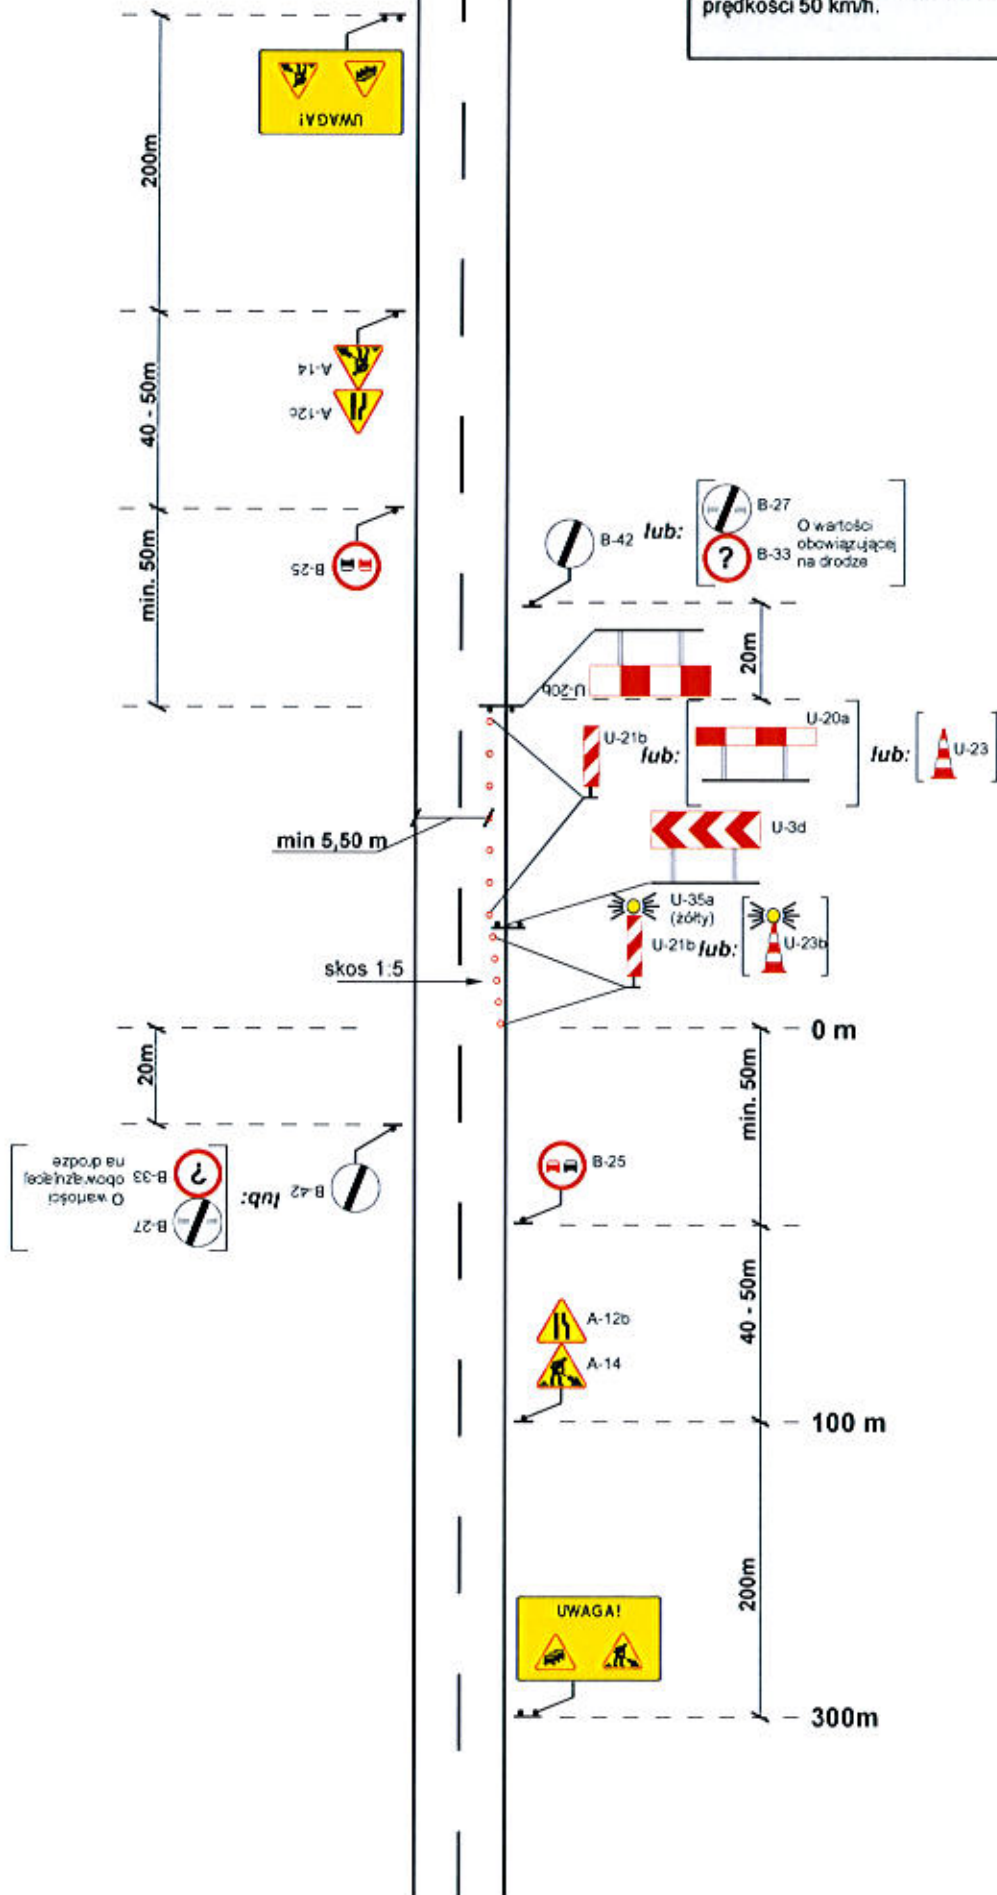 prędkości 50 km/h.
UWAGA!
200m
A-14
A-12c
40 - 50m
B-25
min. 50m
B-42
lub:
B-27
B-33
O wartości
obowiązującej
na drodze
20m
U-20b
U-21b
lub:
U-20a
lub:
U-23
U-3d
min 5,50 m
U-35a
(żółty)
U-21b
lub:
U-23b
skos 1:5
0 m
20m
min. 50m
B-25
B-42
lub:
B-33
B-27
O wartości
obowiązującej
na drodze
40 - 50m
A-12b
A-14
100 m
200m
UWAGA!
300m